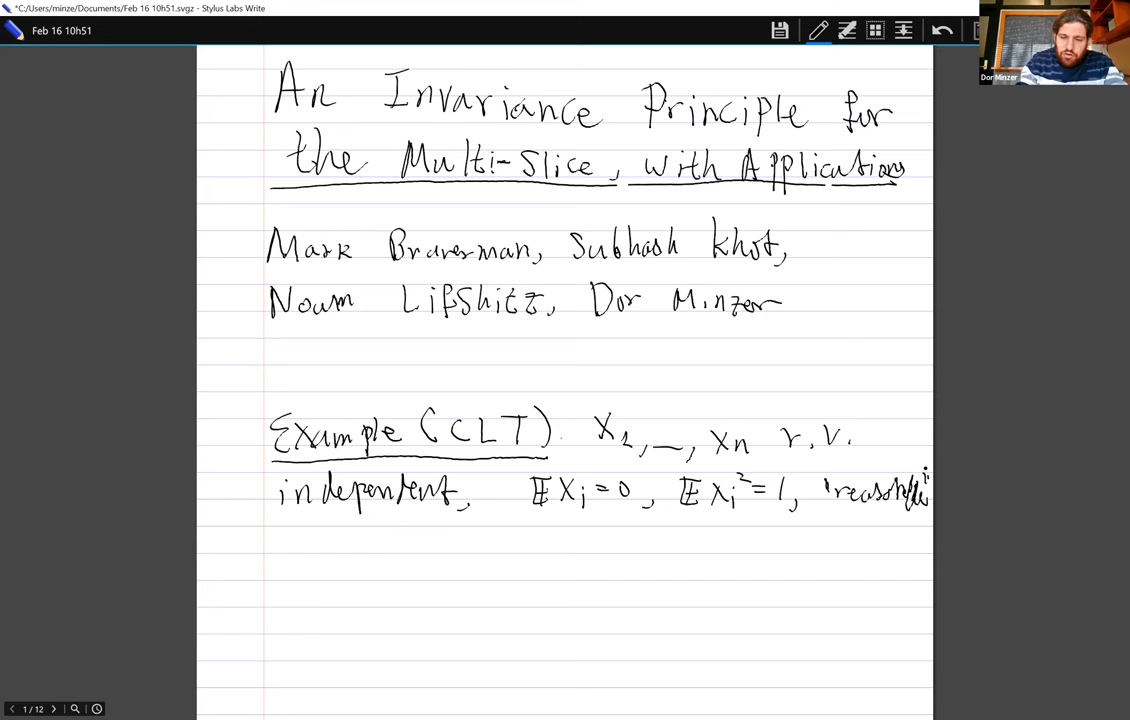 *C:/Users/minze/Documents/Feb 16 10h51.svgz - Stylus Labs Write
Feb 16 10h51
Dor Minzer
An Invariance Principle for
the Multi-Slice, with Applications
Mark Braverman, Subhash Khot,
Noam Lifshitz, Dor Minzer
Example (CLT). X₁, —, Xn r.v.
independent, 𝔼Xᵢ = 0, 𝔼Xᵢ² = 1,
1 / 12